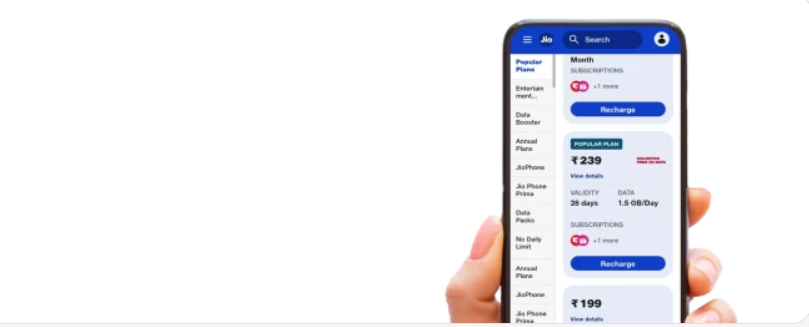 Jio
Search
Popular
Plans
Entertain
ment...
Data
Booster
Annual
Plans
JioPhone
Jio Phone
Prima
Data
Packs
No Daily
Limit
Annual
Plans
JioPhone
Jio Phone
Prima
Month
SUBSCRIPTIONS
+1 more
Recharge
POPULAR PLAN
₹239
View details
VALIDITY DATA
28 days 1.5 GB/Day
SUBSCRIPTIONS
+1 more
Recharge
₹199
View details